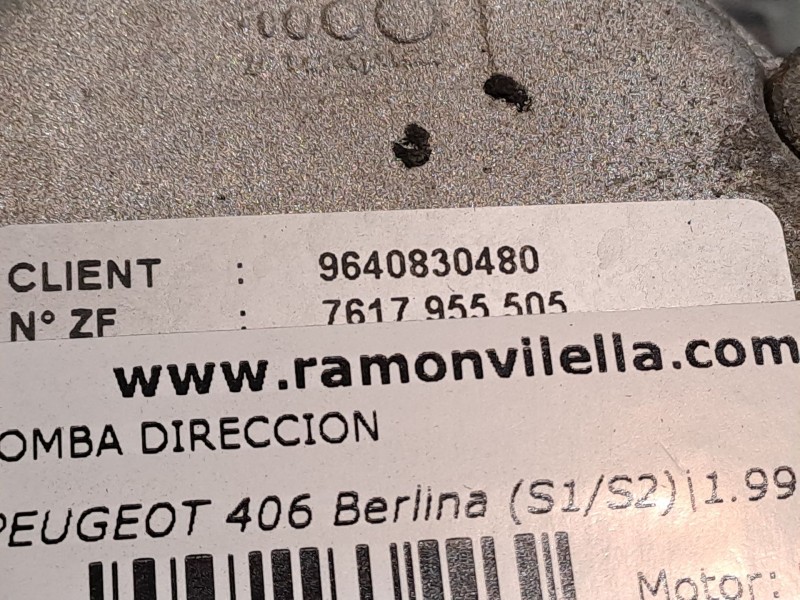 CLIENT : 9640830480
N° ZF : 7617 955 505
www.ramonvilella.com
OMBA DIRECCION
PEUGEOT 406 Berlina (S1/S2)|1.99
Motor: